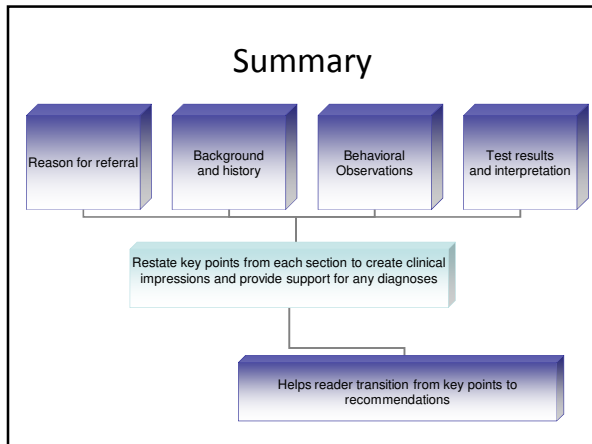 Summary
Reason for referral
Background
and history
Behavioral
Observations
Test results
and interpretation
Restate key points from each section to create clinical
impressions and provide support for any diagnoses
Helps reader transition from key points to
recommendations